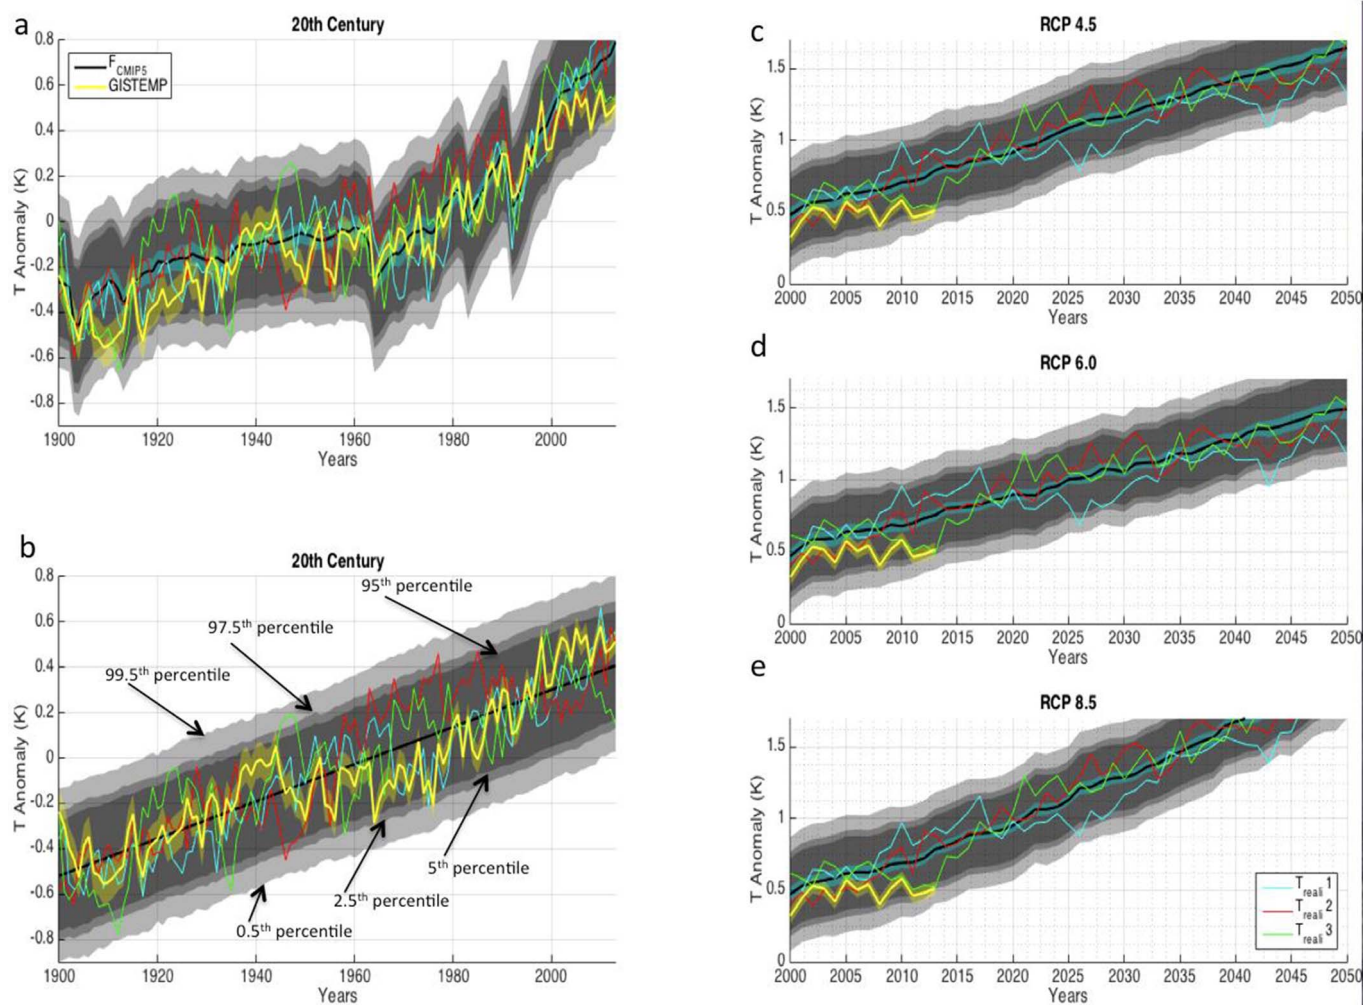 a
20th Century
0.8
0.6
0.4
0.2
0
-0.2
-0.4
-0.6
-0.8
T Anomaly (K)
F CMIP5
GISTEMP
1900 1920 1940 1960 1980 2000
Years
b
20th Century
0.8
0.6
0.4
0.2
0
-0.2
-0.4
-0.6
-0.8
T Anomaly (K)
95th percentile
97.5th percentile
99.5th percentile
5th percentile
2.5th percentile
0.5th percentile
1900 1920 1940 1960 1980 2000
Years
c
RCP 4.5
1.5
1
0.5
0
T Anomaly (K)
2000 2005 2010 2015 2020 2025 2030 2035 2040 2045 2050
Years
d
RCP 6.0
1.5
1
0.5
0
T Anomaly (K)
2000 2005 2010 2015 2020 2025 2030 2035 2040 2045 2050
Years
e
RCP 8.5
1.5
1
0.5
0
T Anomaly (K)
T reali 1
T reali 2
T reali 3
2000 2005 2010 2015 2020 2025 2030 2035 2040 2045 2050
Years